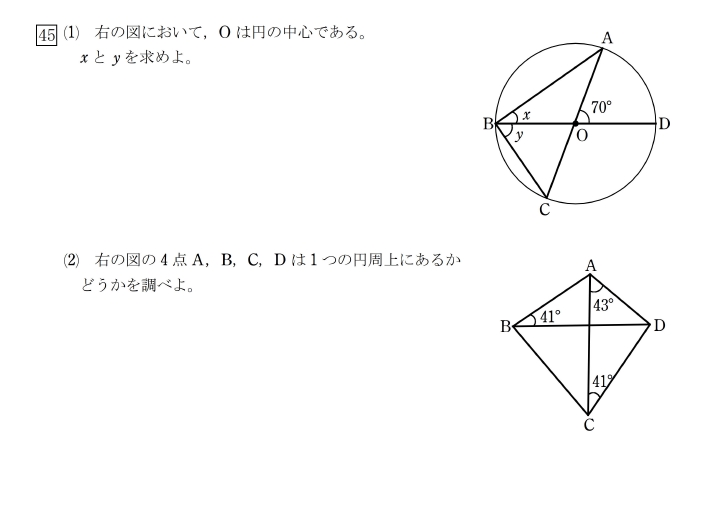 45 (1) 右の図において，O は円の中心である。
x と y を求めよ。
A
70°
B
x
y
O
D
C
(2) 右の図の 4 点 A，B，C，D は 1 つの円周上にあるか
どうかを調べよ。
A
43°
B
41°
D
41°
C